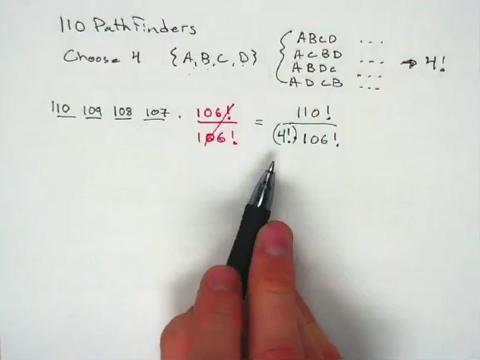 110 PathFinders
Choose 4 {A, B, C, D}
ABCD ...
ACBD ...
ABDC ...
ADCB ...
→ 4!
110 109 108 107 · 106!/106! = 110!/(4!)·106!